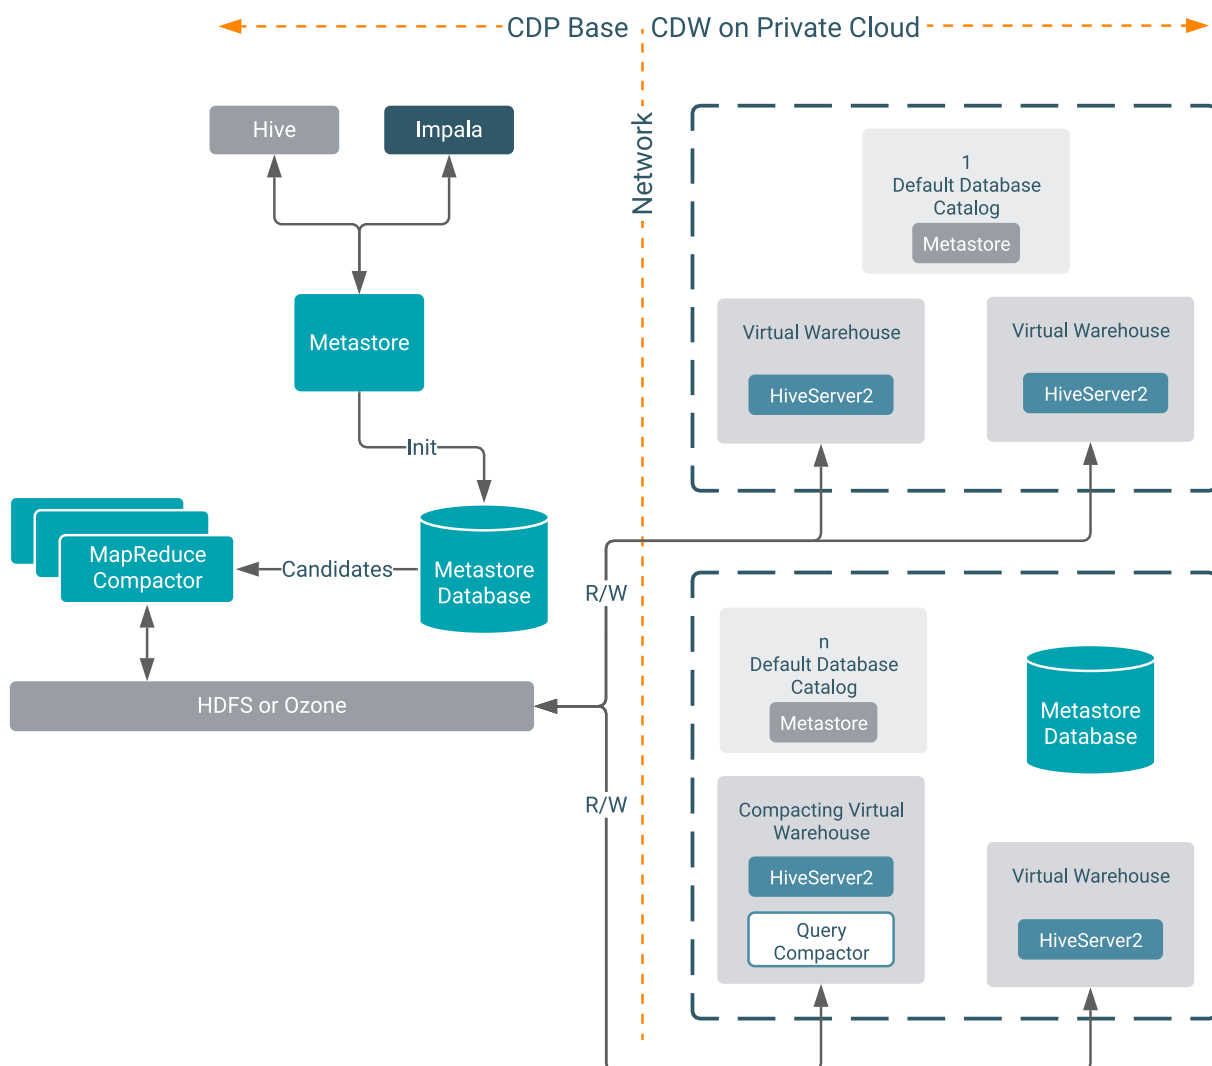 CDP Base
CDW on Private Cloud
Network
Hive
Impala
Metastore
Init
MapReduce
Compactor
Candidates
Metastore
Database
HDFS or Ozone
R/W
R/W
1
Default Database
Catalog
Metastore
Virtual Warehouse
HiveServer2
Virtual Warehouse
HiveServer2
n
Default Database
Catalog
Metastore
Metastore
Database
Compacting Virtual
Warehouse
HiveServer2
Query
Compactor
Virtual Warehouse
HiveServer2